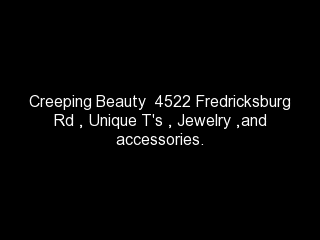 Creeping Beauty  4522 Fredricksburg
Rd , Unique T's , Jewelry ,and
accessories.